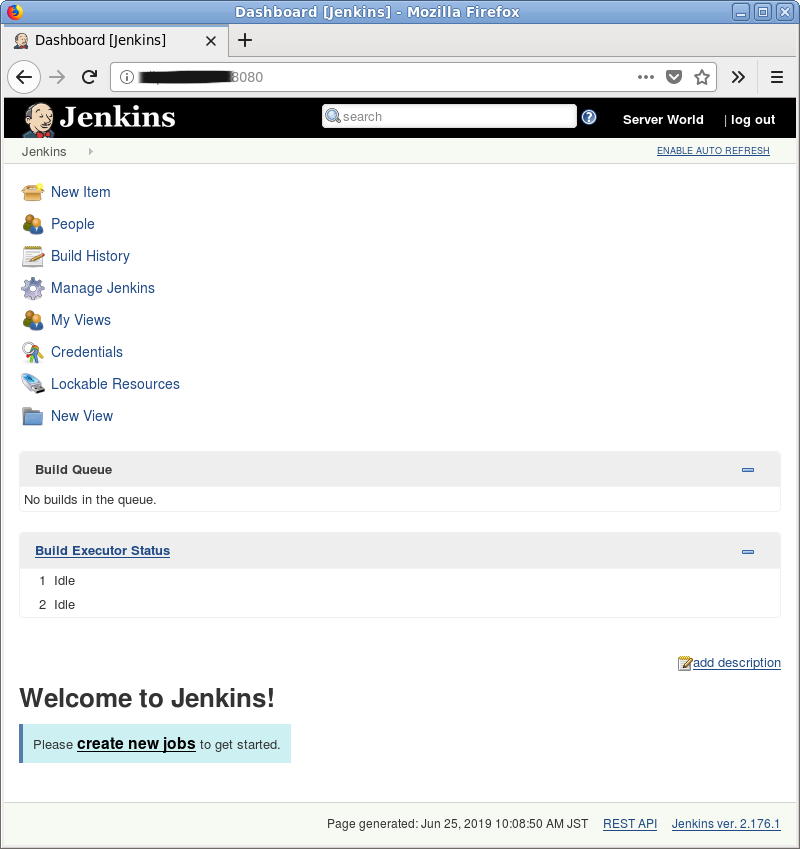 Dashboard [Jenkins] - Mozilla Firefox
Dashboard [Jenkins]
8080
Jenkins
search
Server World | log out
Jenkins
ENABLE AUTO REFRESH
New Item
People
Build History
Manage Jenkins
My Views
Credentials
Lockable Resources
New View
Build Queue
No builds in the queue.
Build Executor Status
1 Idle
2 Idle
add description
Welcome to Jenkins!
Please create new jobs to get started.
Page generated: Jun 25, 2019 10:08:50 AM JST REST API Jenkins ver. 2.176.1